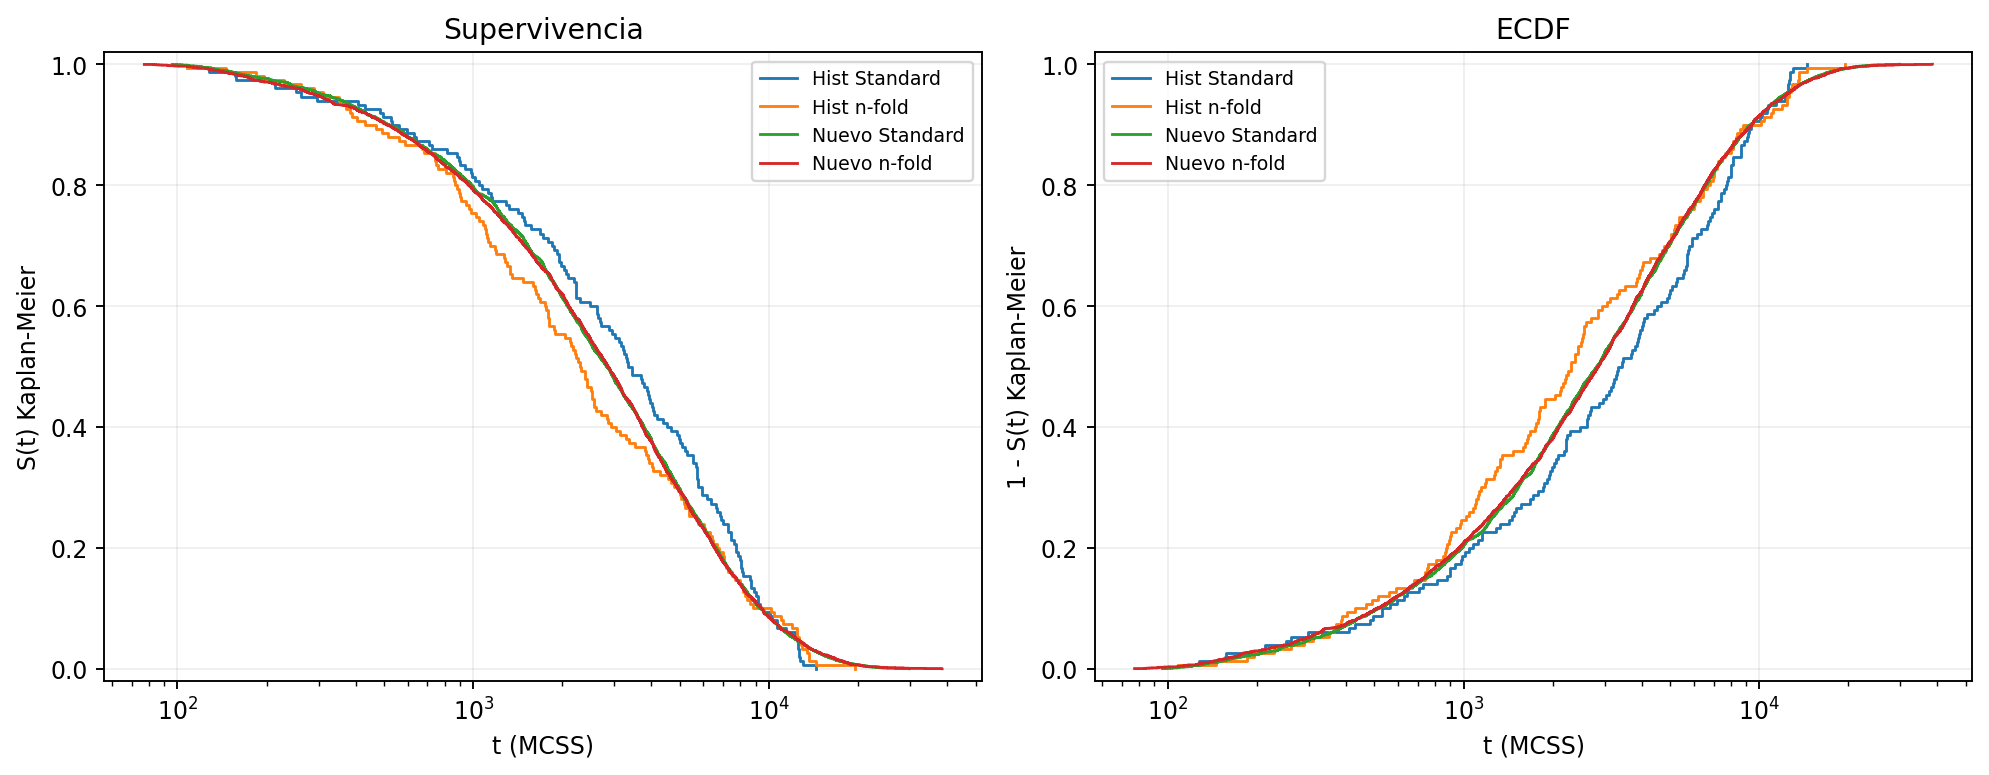 Supervivencia
S(t) Kaplan-Meier
1.0
0.8
0.6
0.4
0.2
0.0
Hist Standard
Hist n-fold
Nuevo Standard
Nuevo n-fold
10²
10³
10⁴
t (MCSS)
ECDF
1 - S(t) Kaplan-Meier
1.0
0.8
0.6
0.4
0.2
0.0
Hist Standard
Hist n-fold
Nuevo Standard
Nuevo n-fold
10²
10³
10⁴
t (MCSS)